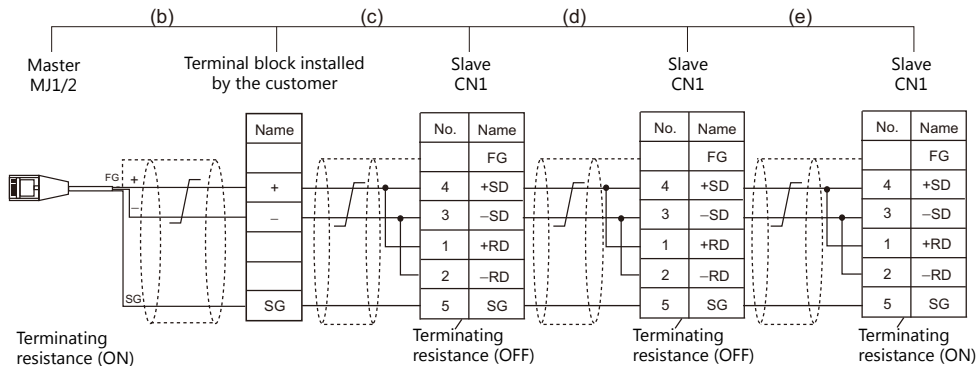 (b) (c) (d) (e)
Master
MJ1/2
Terminal block installed
by the customer
Slave
CN1
Slave
CN1
Slave
CN1
FG
+
−
SG
Name
+
−
SG
No. Name
FG
4 +SD
3 −SD
1 +RD
2 −RD
5 SG
No. Name
FG
4 +SD
3 −SD
1 +RD
2 −RD
5 SG
No. Name
FG
4 +SD
3 −SD
1 +RD
2 −RD
5 SG
Terminating
resistance (ON)
Terminating
resistance (OFF)
Terminating
resistance (OFF)
Terminating
resistance (ON)